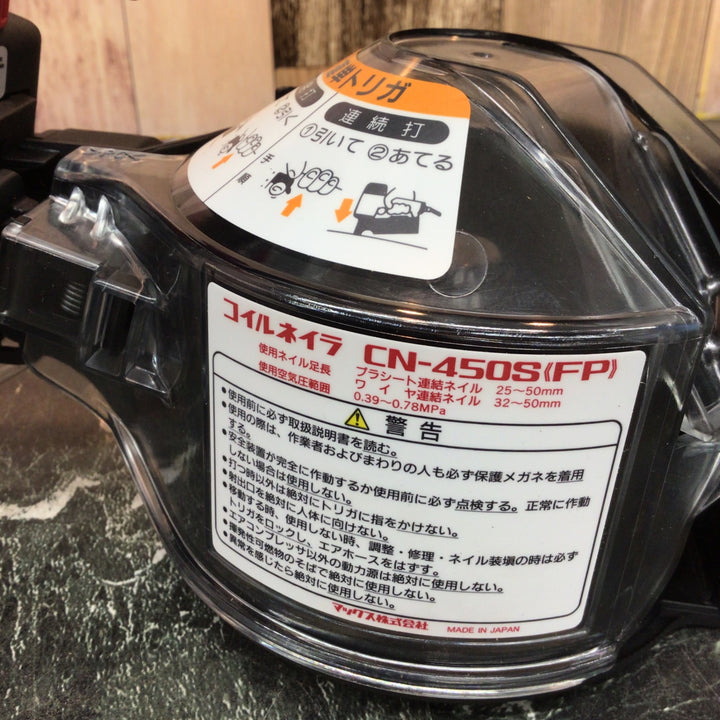 トリガ
連続打
①引いて ②あてる
手順
コイルネイラ CN-450S《FP》
使用ネイル足長 プラシート連結ネイル 25〜50mm
ワイヤ連結ネイル 32〜50mm
使用空気圧範囲 0.39〜0.78MPa
警告
●使用前に必ず取扱説明書を読む。
●使用の際は、作業者およびまわりの人も必ず保護メガネを着用
する。
●安全装置が完全に作動するか使用前に必ず点検する。正常に作動
しない場合は使用しない。
●打つ時以外は絶対にトリガに指をかけない。
●射出口を絶対に人体に向けない。
●移動する時、使用しない時、調整・修理・ネイル装填の時は必ず
トリガをロックし、エアホースをはずす。
●エアコンプレッサ以外の動力源は絶対に使用しない。
●揮発性可燃物のそばで絶対に使用しない。
●異常を感じたら絶対に使用しない。
マックス株式会社 MADE IN JAPAN